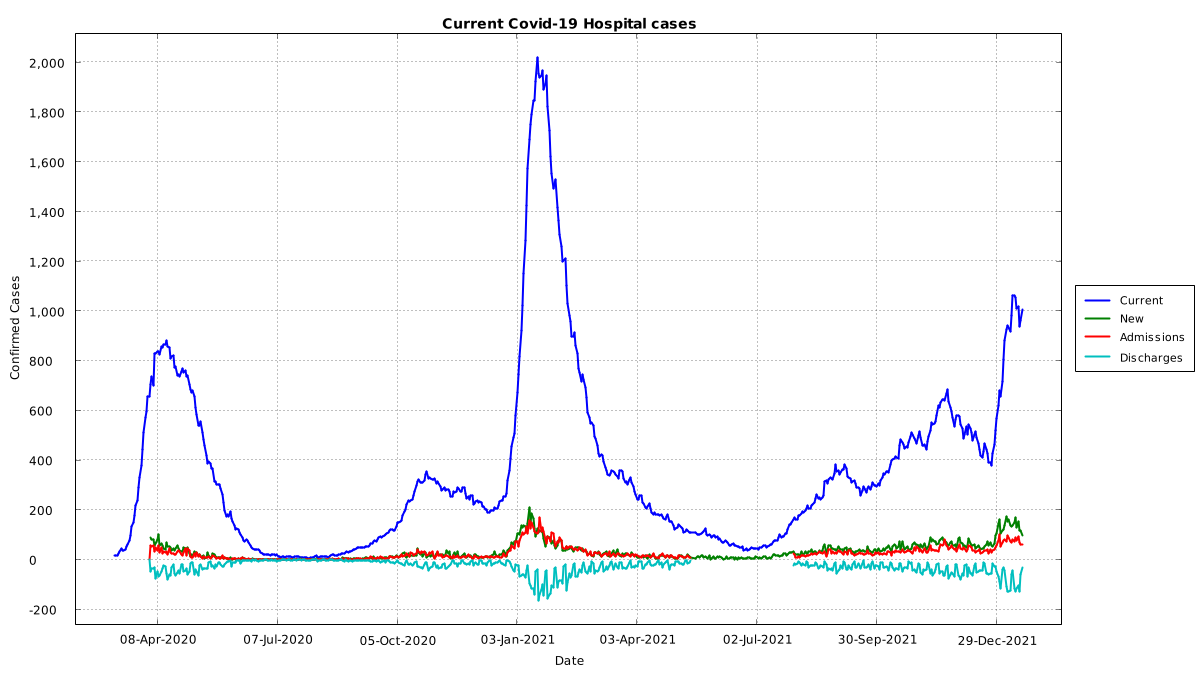 Current Covid-19 Hospital cases
2,000
1,800
1,600
1,400
1,200
1,000
800
600
400
200
0
-200
Confirmed Cases
08-Apr-2020 07-Jul-2020 05-Oct-2020 03-Jan-2021 03-Apr-2021 02-Jul-2021 30-Sep-2021 29-Dec-2021
Date
Current
New
Admissions
Discharges